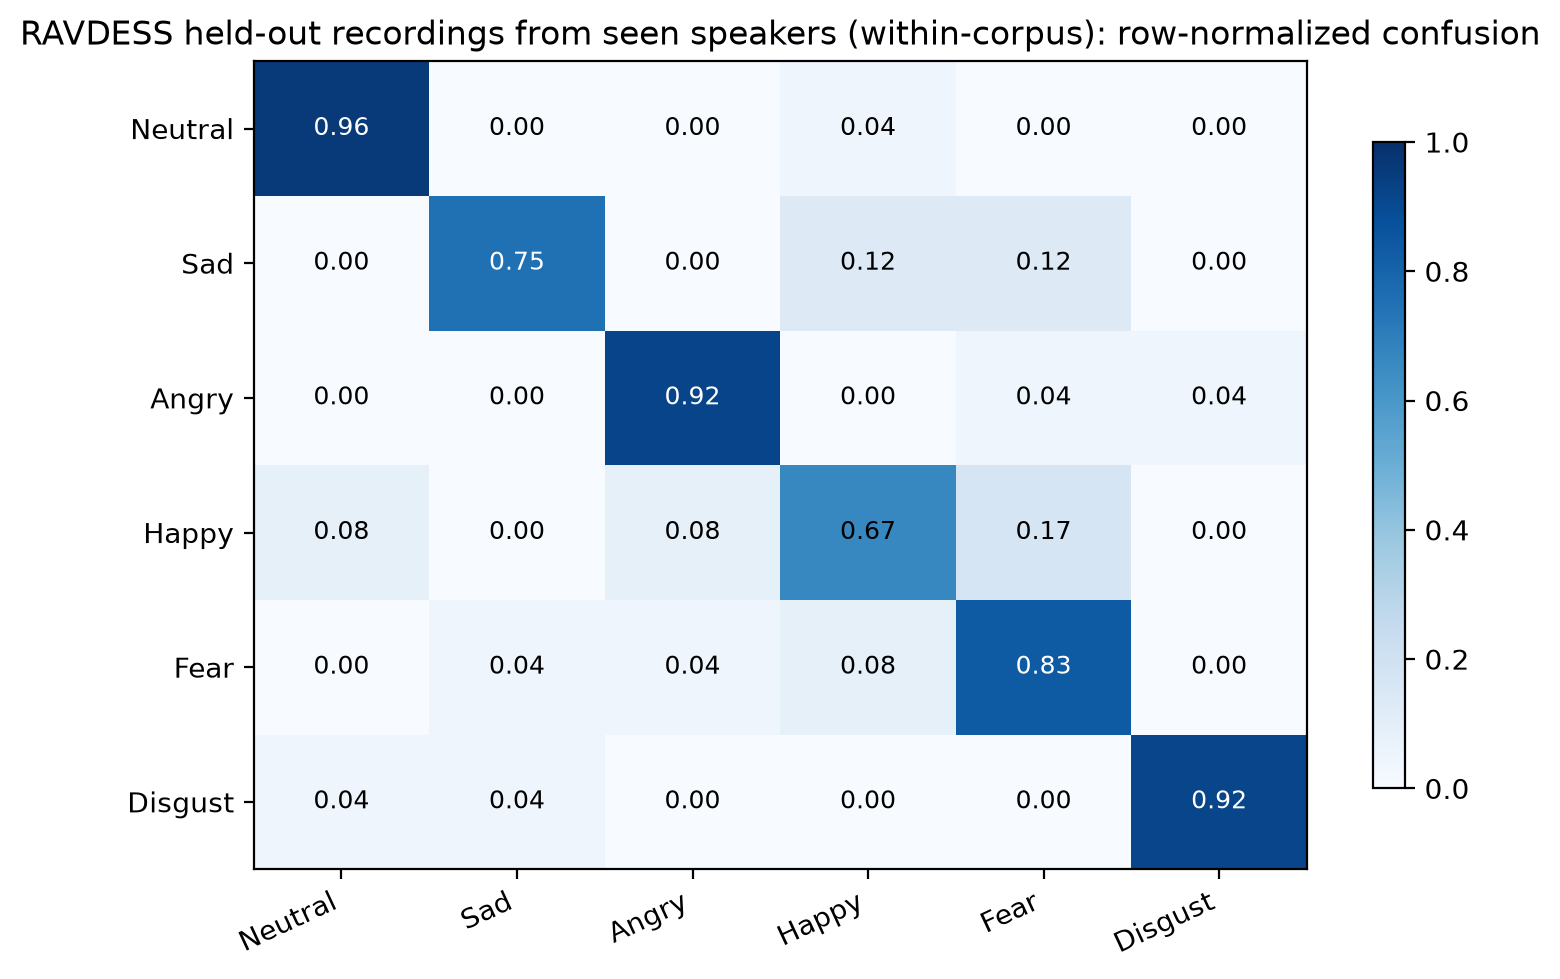 RAVDESS held-out recordings from seen speakers (within-corpus): row-normalized confusion
Neutral 0.96 0.00 0.00 0.04 0.00 0.00
Sad 0.00 0.75 0.00 0.12 0.12 0.00
Angry 0.00 0.00 0.92 0.00 0.04 0.04
Happy 0.08 0.00 0.08 0.67 0.17 0.00
Fear 0.00 0.04 0.04 0.08 0.83 0.00
Disgust 0.04 0.04 0.00 0.00 0.00 0.92
Neutral Sad Angry Happy Fear Disgust
1.0
0.8
0.6
0.4
0.2
0.0